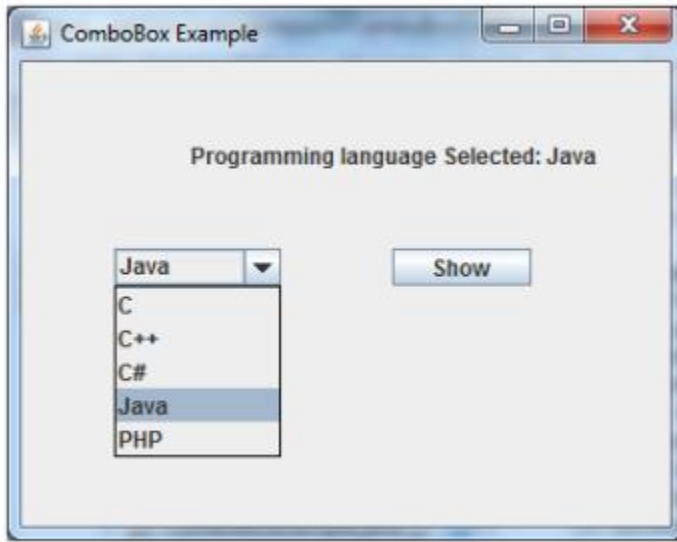 ComboBox Example
Programming language Selected: Java
Java
Show
C
C++
C#
Java
PHP